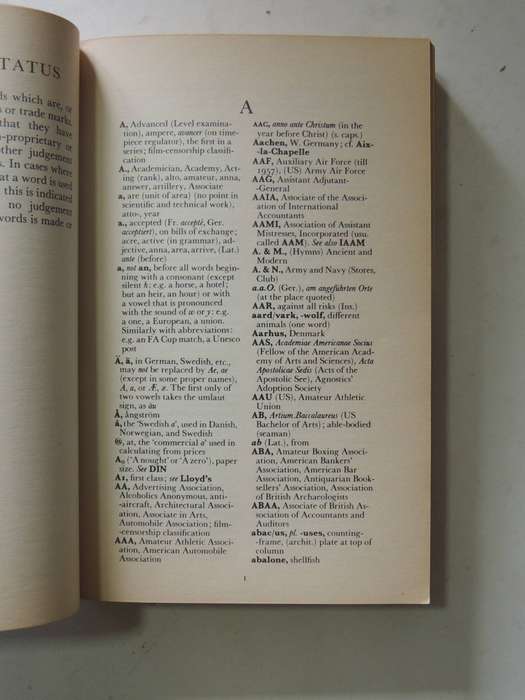 TATUS
ds which are, or
s or trade marks.
that they have
n-proprietary or
other judgement
s. In cases where
at a word is used
this is indicated
no judgement
words is made or
A
A, Advanced (Level examina-
tion), ampere, avancer (on time-
piece regulator), the first in a
series; film-censorship classifi-
cation
A., Academician, Academy, Act-
ing (rank), alto, amateur, anna,
answer, artillery, Associate
a, are (unit of area) (no point in
scientific and technical work),
atto-, year
a., accepted (Fr. accepté, Ger.
acceptiert), on bills of exchange;
acre, active (in grammar), ad-
jective, anna, area, arrive, (Lat.)
ante (before)
a, not an, before all words begin-
ning with a consonant (except
silent h: e.g. a horse, a hotel;
but an heir, an hour) or with
a vowel that is pronounced
with the sound of w or y: e.g.
a one, a European, a union.
Similarly with abbreviations:
e.g. an FA Cup match, a Unesco
post
Ä, ä, in German, Swedish, etc.,
may not be replaced by Ae, ae
(except in some proper names),
A, a, or Æ, æ. The first only of
two vowels takes the umlaut
sign, as äu
Å, ångström
å, the 'Swedish a', used in Danish,
Norwegian, and Swedish
@, at, the 'commercial a' used in
calculating from prices
A₀ ('A nought' or 'A zero'), paper
size. See DIN
A1, first class; see Lloyd's
AA, Advertising Association,
Alcoholics Anonymous, anti-
aircraft, Architectural Associ-
ation, Associate in Arts,
Automobile Association; film-
censorship classification
AAA, Amateur Athletic Associ-
ation, American Automobile
Association
AAC, anno ante Christum (in the
year before Christ) (s. caps.)
Aachen, W. Germany; cf. Aix-
-la-Chapelle
AAF, Auxiliary Air Force (till
1957), (US) Army Air Force
AAG, Assistant Adjutant-
-General
AAIA, Associate of the Associ-
ation of International
Accountants
AAMI, Association of Assistant
Mistresses, Incorporated (usu.
called AAM). See also IAAM
A. & M., (Hymns) Ancient and
Modern
A. & N., Army and Navy (Stores,
Club)
a.a.O. (Ger.), am angeführten Orte
(at the place quoted)
AAR, against all risks (Ins.)
aard/vark, -wolf, different
animals (one word)
Aarhus, Denmark
AAS, Academiae Americanae Socius
(Fellow of the American Acad-
emy of Arts and Sciences), Acta
Apostolicae Sedis (Acts of the
Apostolic See), Agnostics'
Adoption Society
AAU (US), Amateur Athletic
Union
AB, Artium Baccalaureus (US
Bachelor of Arts); able-bodied
(seaman)
ab (Lat.), from
ABA, Amateur Boxing Associ-
ation, American Bankers'
Association, American Bar
Association, Antiquarian Book-
sellers' Association, Association
of British Archaeologists
ABAA, Associate of British As-
sociation of Accountants and
Auditors
abac/us, pl. -uses, counting-
-frame, (archit.) plate at top of
column
abalone, shellfish
1